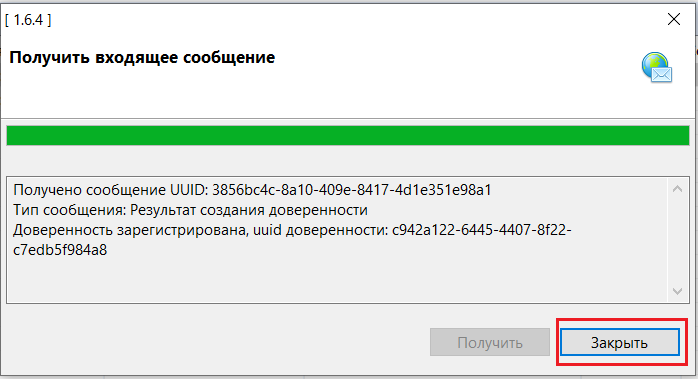 [ 1.6.4 ]
Получить входящее сообщение
Получено сообщение UUID: 3856bc4c-8a10-409e-8417-4d1e351e98a1
Тип сообщения: Результат создания доверенности
Доверенность зарегистрирована, uuid доверенности: c942a122-6445-4407-8f22-
c7edb5f984a8
Получить
Закрыть